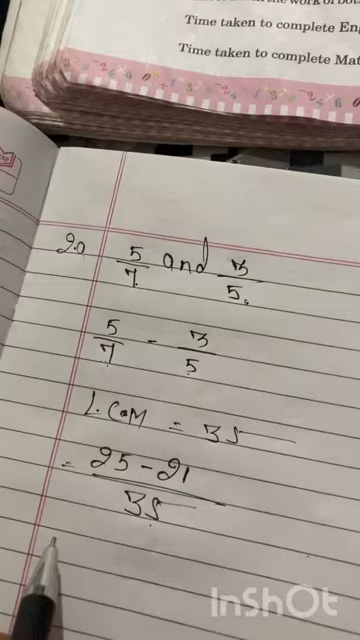 Time taken to complete En
Time taken to complete Mat
20 5/7 and 3/5.
5/7 - 3/5
L.C.M = 35
= 25 - 21 / 35
InShOt